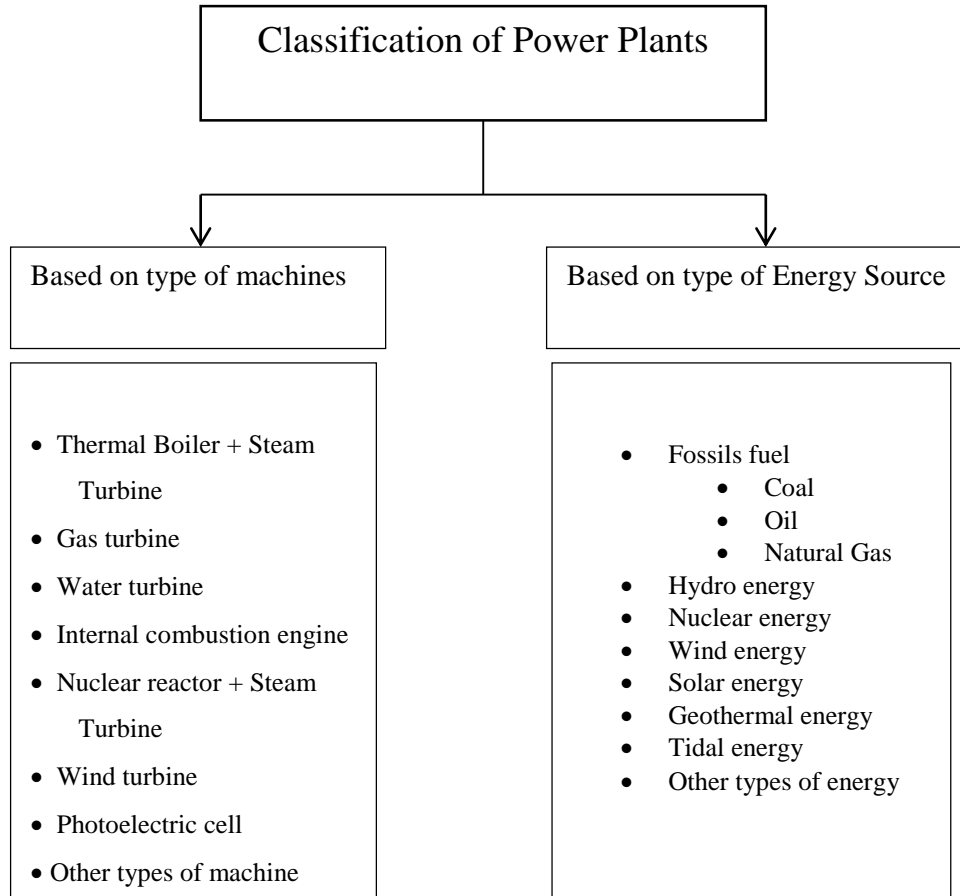 Classification of Power Plants
Based on type of machines
Based on type of Energy Source
• Thermal Boiler + Steam
Turbine
• Gas turbine
• Water turbine
• Internal combustion engine
• Nuclear reactor + Steam
Turbine
• Wind turbine
• Photoelectric cell
• Other types of machine
• Fossils fuel
• Coal
• Oil
• Natural Gas
• Hydro energy
• Nuclear energy
• Wind energy
• Solar energy
• Geothermal energy
• Tidal energy
• Other types of energy